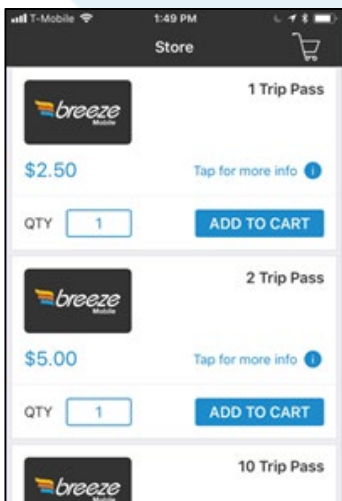 T-Mobile 1:49 PM
Store
breeze
Mobile
1 Trip Pass
$2.50
Tap for more info i
QTY 1 ADD TO CART
breeze
Mobile
2 Trip Pass
$5.00
Tap for more info i
QTY 1 ADD TO CART
breeze
10 Trip Pass